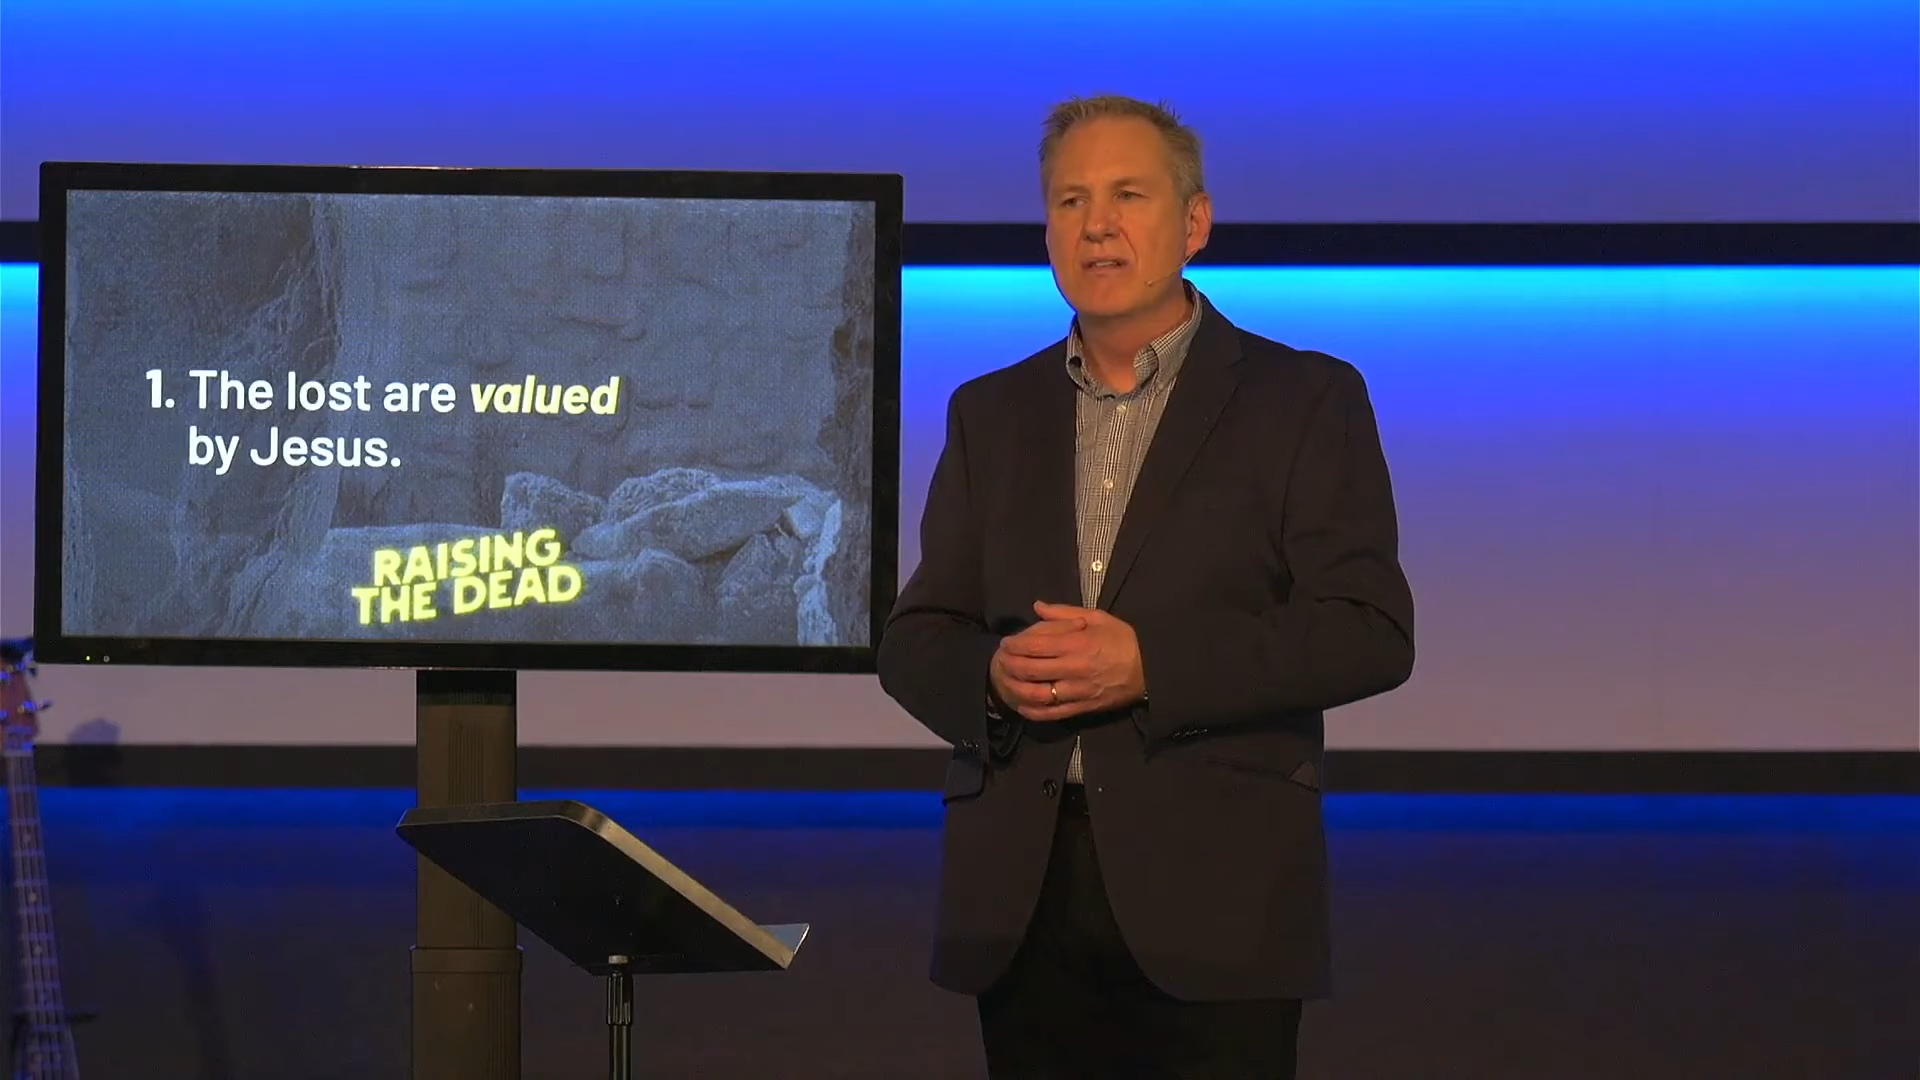 1. The lost are valued
by Jesus.
RAISING
THE DEAD